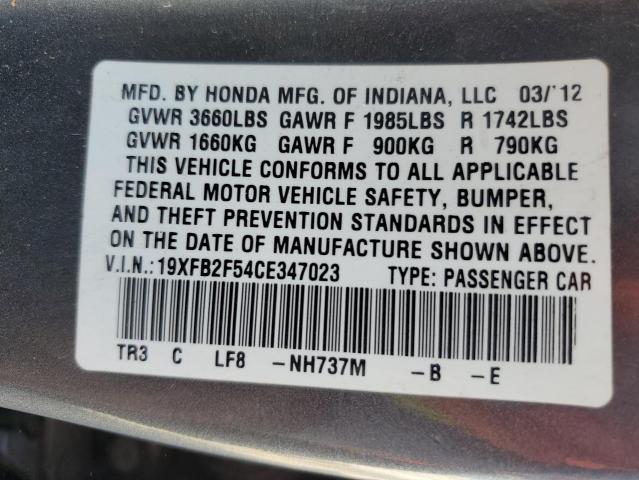 MFD. BY HONDA MFG. OF INDIANA, LLC 03/'12
GVWR 3660LBS GAWR F 1985LBS R 1742LBS
GVWR 1660KG GAWR F 900KG R 790KG
THIS VEHICLE CONFORMS TO ALL APPLICABLE
FEDERAL MOTOR VEHICLE SAFETY, BUMPER,
AND THEFT PREVENTION STANDARDS IN EFFECT
ON THE DATE OF MANUFACTURE SHOWN ABOVE.
V.I.N.:19XFB2F54CE347023 TYPE: PASSENGER CAR
TR3 C LF8 -NH737M -B -E